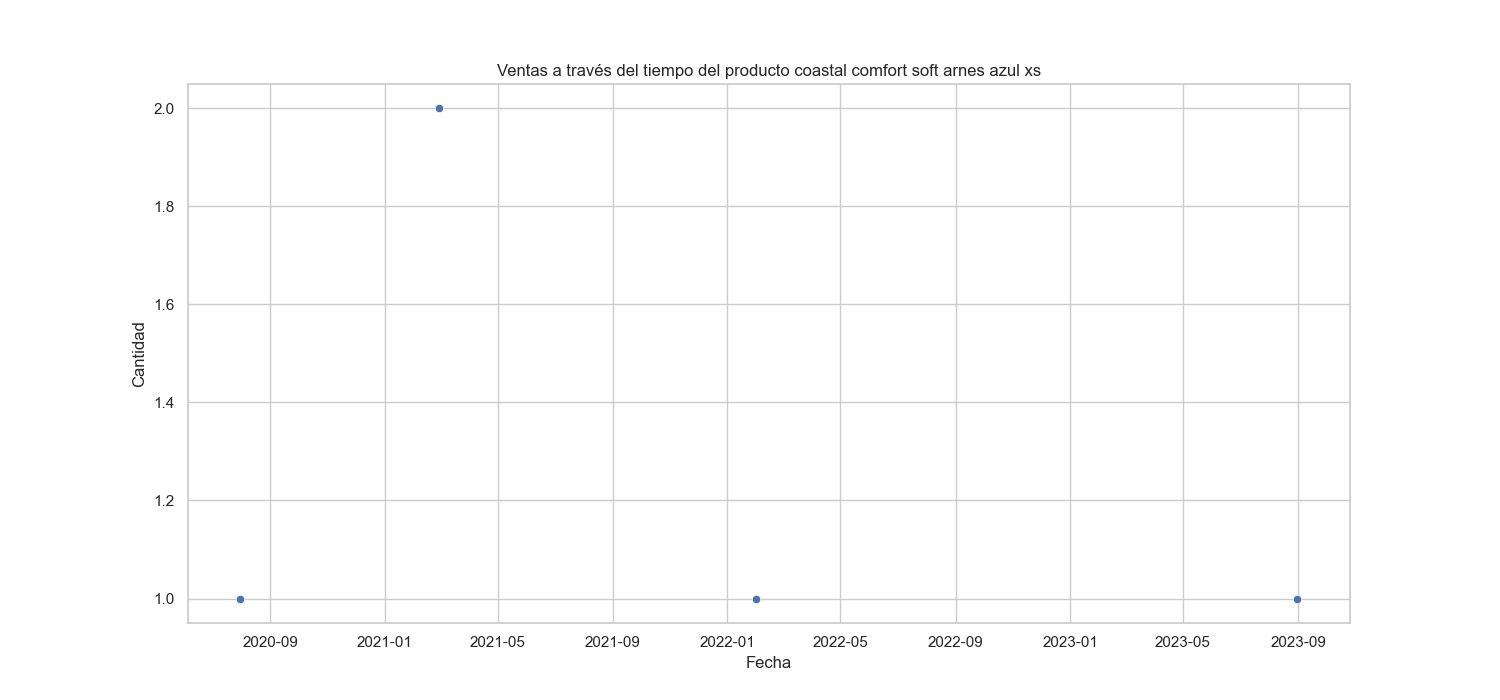 Ventas a través del tiempo del producto coastal comfort soft arnes azul xs
2.0
1.8
1.6
1.4
1.2
1.0
Cantidad
2020-09 2021-01 2021-05 2021-09 2022-01 2022-05 2022-09 2023-01 2023-05 2023-09
Fecha